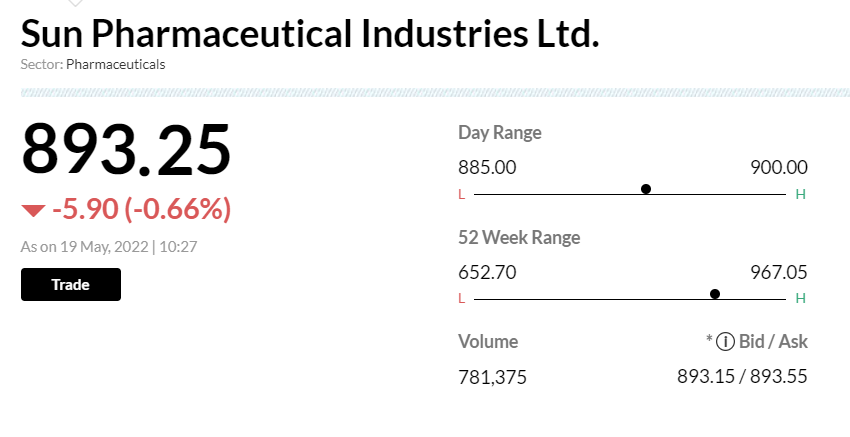 Sun Pharmaceutical Industries Ltd.
Sector: Pharmaceuticals
893.25
-5.90 (-0.66%)
As on 19 May, 2022 | 10:27
Trade
Day Range
885.00 900.00
L H
52 Week Range
652.70 967.05
L H
Volume * i Bid / Ask
781,375 893.15 / 893.55